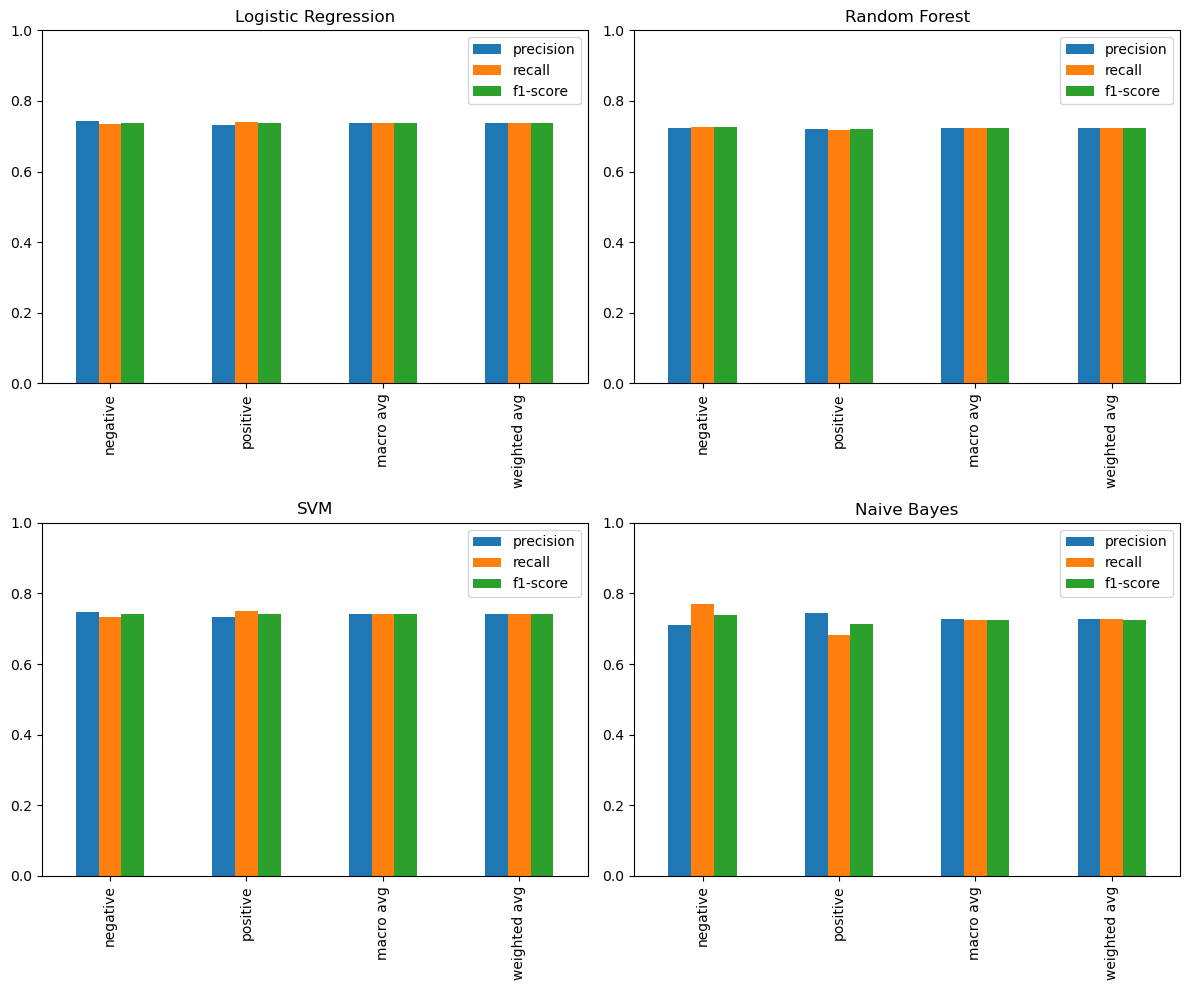 Logistic Regression
1.0
0.8
0.6
0.4
0.2
0.0
precision
recall
f1-score
negative
positive
macro avg
weighted avg
Random Forest
1.0
0.8
0.6
0.4
0.2
0.0
precision
recall
f1-score
negative
positive
macro avg
weighted avg
SVM
1.0
0.8
0.6
0.4
0.2
0.0
precision
recall
f1-score
negative
positive
macro avg
weighted avg
Naive Bayes
1.0
0.8
0.6
0.4
0.2
0.0
precision
recall
f1-score
negative
positive
macro avg
weighted avg